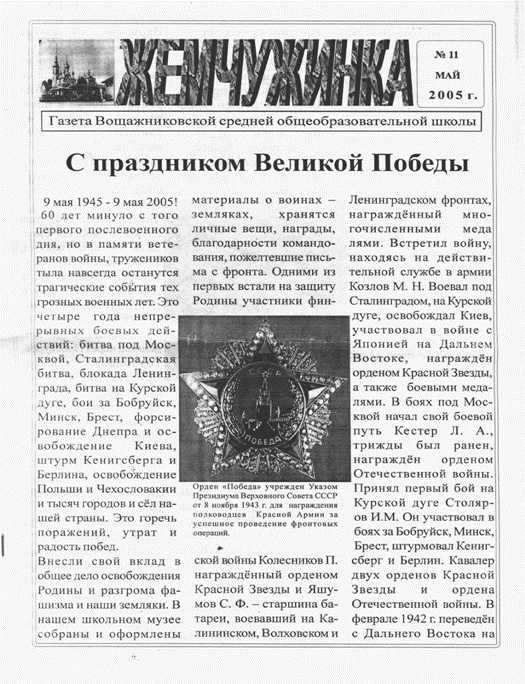 ЖЕМЧУЖИНКА
№ 11
МАЙ
2005 г.
Газета Вощажниковской средней общеобразовательной школы
С праздником Великой Победы
9 мая 1945 - 9 мая 2005!
60 лет минуло с того
первого послевоенного
дня, но в памяти вете-
ранов войны, тружеников
тыла навсегда останутся
трагические события тех
грозных военных лет. Это
четыре года непре-
рывных боевых дей-
ствий: битва под Мос-
квой, Сталинградская
битва, блокада Ленин-
града, битва на Курской
дуге, бои за Бобруйск,
Минск, Брест, форси-
рование Днепра и ос-
вобождение Киева,
штурм Кенигсберга и
Берлина, освобождение
Польши и Чехословакии
и тысяч городов и сёл на-
шей страны. Это горечь
поражений, утрат и
радость побед.
Внесли свой вклад в
общее дело освобождения
Родины и разгрома фа-
шизма и наши земляки. В
нашем школьном музее
собраны и оформлены
материалы о воинах –
земляках, хранятся
личные вещи, награды,
благодарности командо-
вания, пожелтевшие пись-
ма с фронта. Одними из
первых встали на защиту
Родины участники фин-
ПОБЕДА
Орден «Победа» учрежден Указом
Президиума Верховного Совета СССР
от 8 ноября 1943 г. для награждения
полководцев Красной Армии за
успешное проведение фронтовых
операций.
ской войны Колесников П.
награждённый орденом
Красной Звезды и Яшу-
мов С. Ф. – старшина ба-
тареи, воевавший на Ка-
лининском, Волховском и
Ленинградском фронтах,
награждённый мно-
гочисленными меда
лями. Встретил войну,
находясь на действи-
тельной службе в армии
Козлов М. Н. Воевал под
Сталинградом, на Курской
дуге, освобождал Киев,
участвовал в войне с
Японией на Дальнем
Востоке, награждён
орденом Красной Звезды,
а также боевыми меда-
лями. В боях под Мос-
квой начал свой боевой
путь Кестер Л. А.,
трижды был ранен,
награждён орденом
Отечественной войны.
Принял первый бой на
Курской дуге Столяр-
ов И.М. Он участвовал в
боях за Бобруйск, Минск,
Брест, штурмовал Кениг-
сберг и Берлин. Кавалер
двух орденов Красной
Звезды и ордена
Отечественной войны. В
феврале 1942 г. переведён
с Дальнего Востока на